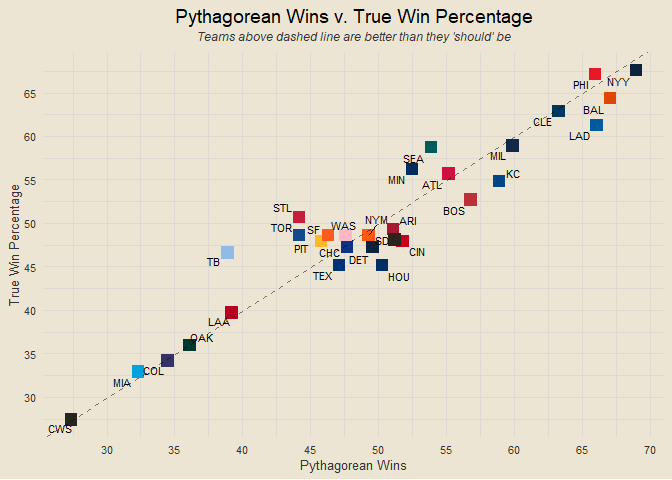 Pythagorean Wins v. True Win Percentage
Teams above dashed line are better than they 'should' be
True Win Percentage
65
60
55
50
45
40
35
30
PHI
NYY
BAL
CLE
LAD
SEA
MIL
MIN
ATL
KC
BOS
STL
TOR
SF
WAS
NYM
ARI
PIT
CHC
DET
SD
CIN
TB
TEX
HOU
LAA
OAK
MIA
COL
CWS
30
35
40
45
50
55
60
65
70
Pythagorean Wins